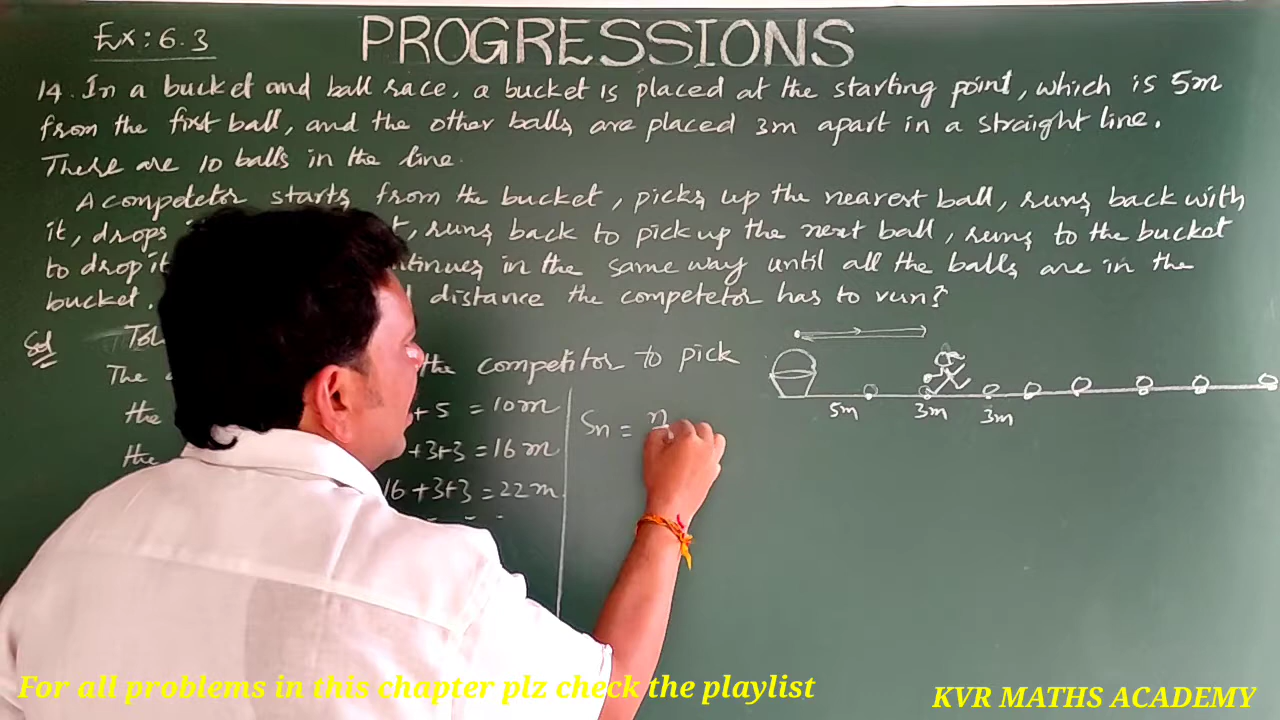 Ex: 6.3
PROGRESSIONS
14. In a bucket and ball race, a bucket is placed at the starting point, which is 5m
from the first ball, and the other balls are placed 3m apart in a straight line.
There are 10 balls in the line.
A competetor starts from the bucket, picks up the nearest ball, runs back with
it, drops t, runs back to pick up the next ball, runs to the bucket
to drop it ntinues in the same way until all the balls are in the
bucket. distance the competetor has to run?
Sol Tot
The the competitor to pick
the + 5 = 10m
the +3+3 = 16m
16 +3+3 = 22m
Sn = n
5m 3m 3m
For all problems in this chapter plz check the playlist
KVR MATHS ACADEMY